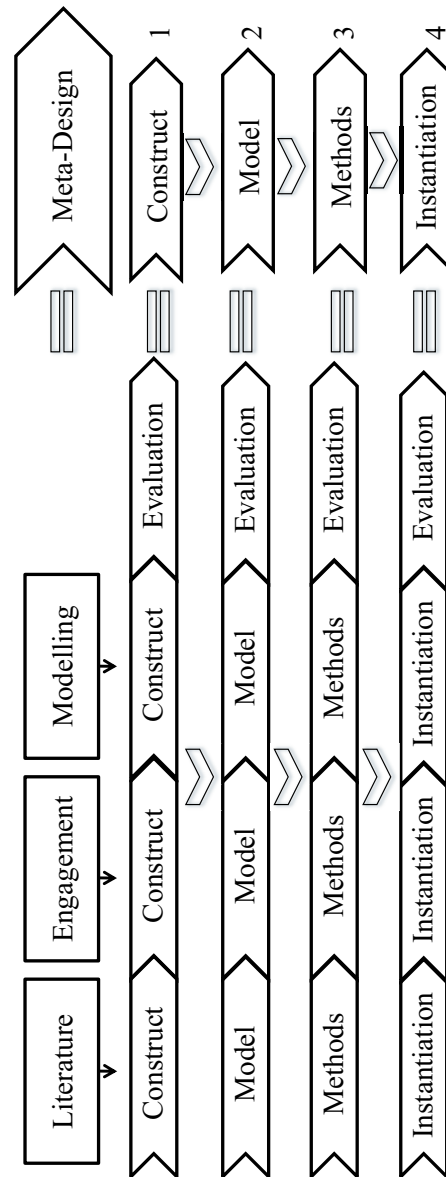 Literature Engagement Modelling Meta-Design
Construct Construct Construct Evaluation Construct 1
Model Model Model Evaluation Model 2
Methods Methods Methods Evaluation Methods 3
Instantiation Instantiation Instantiation Evaluation Instantiation 4